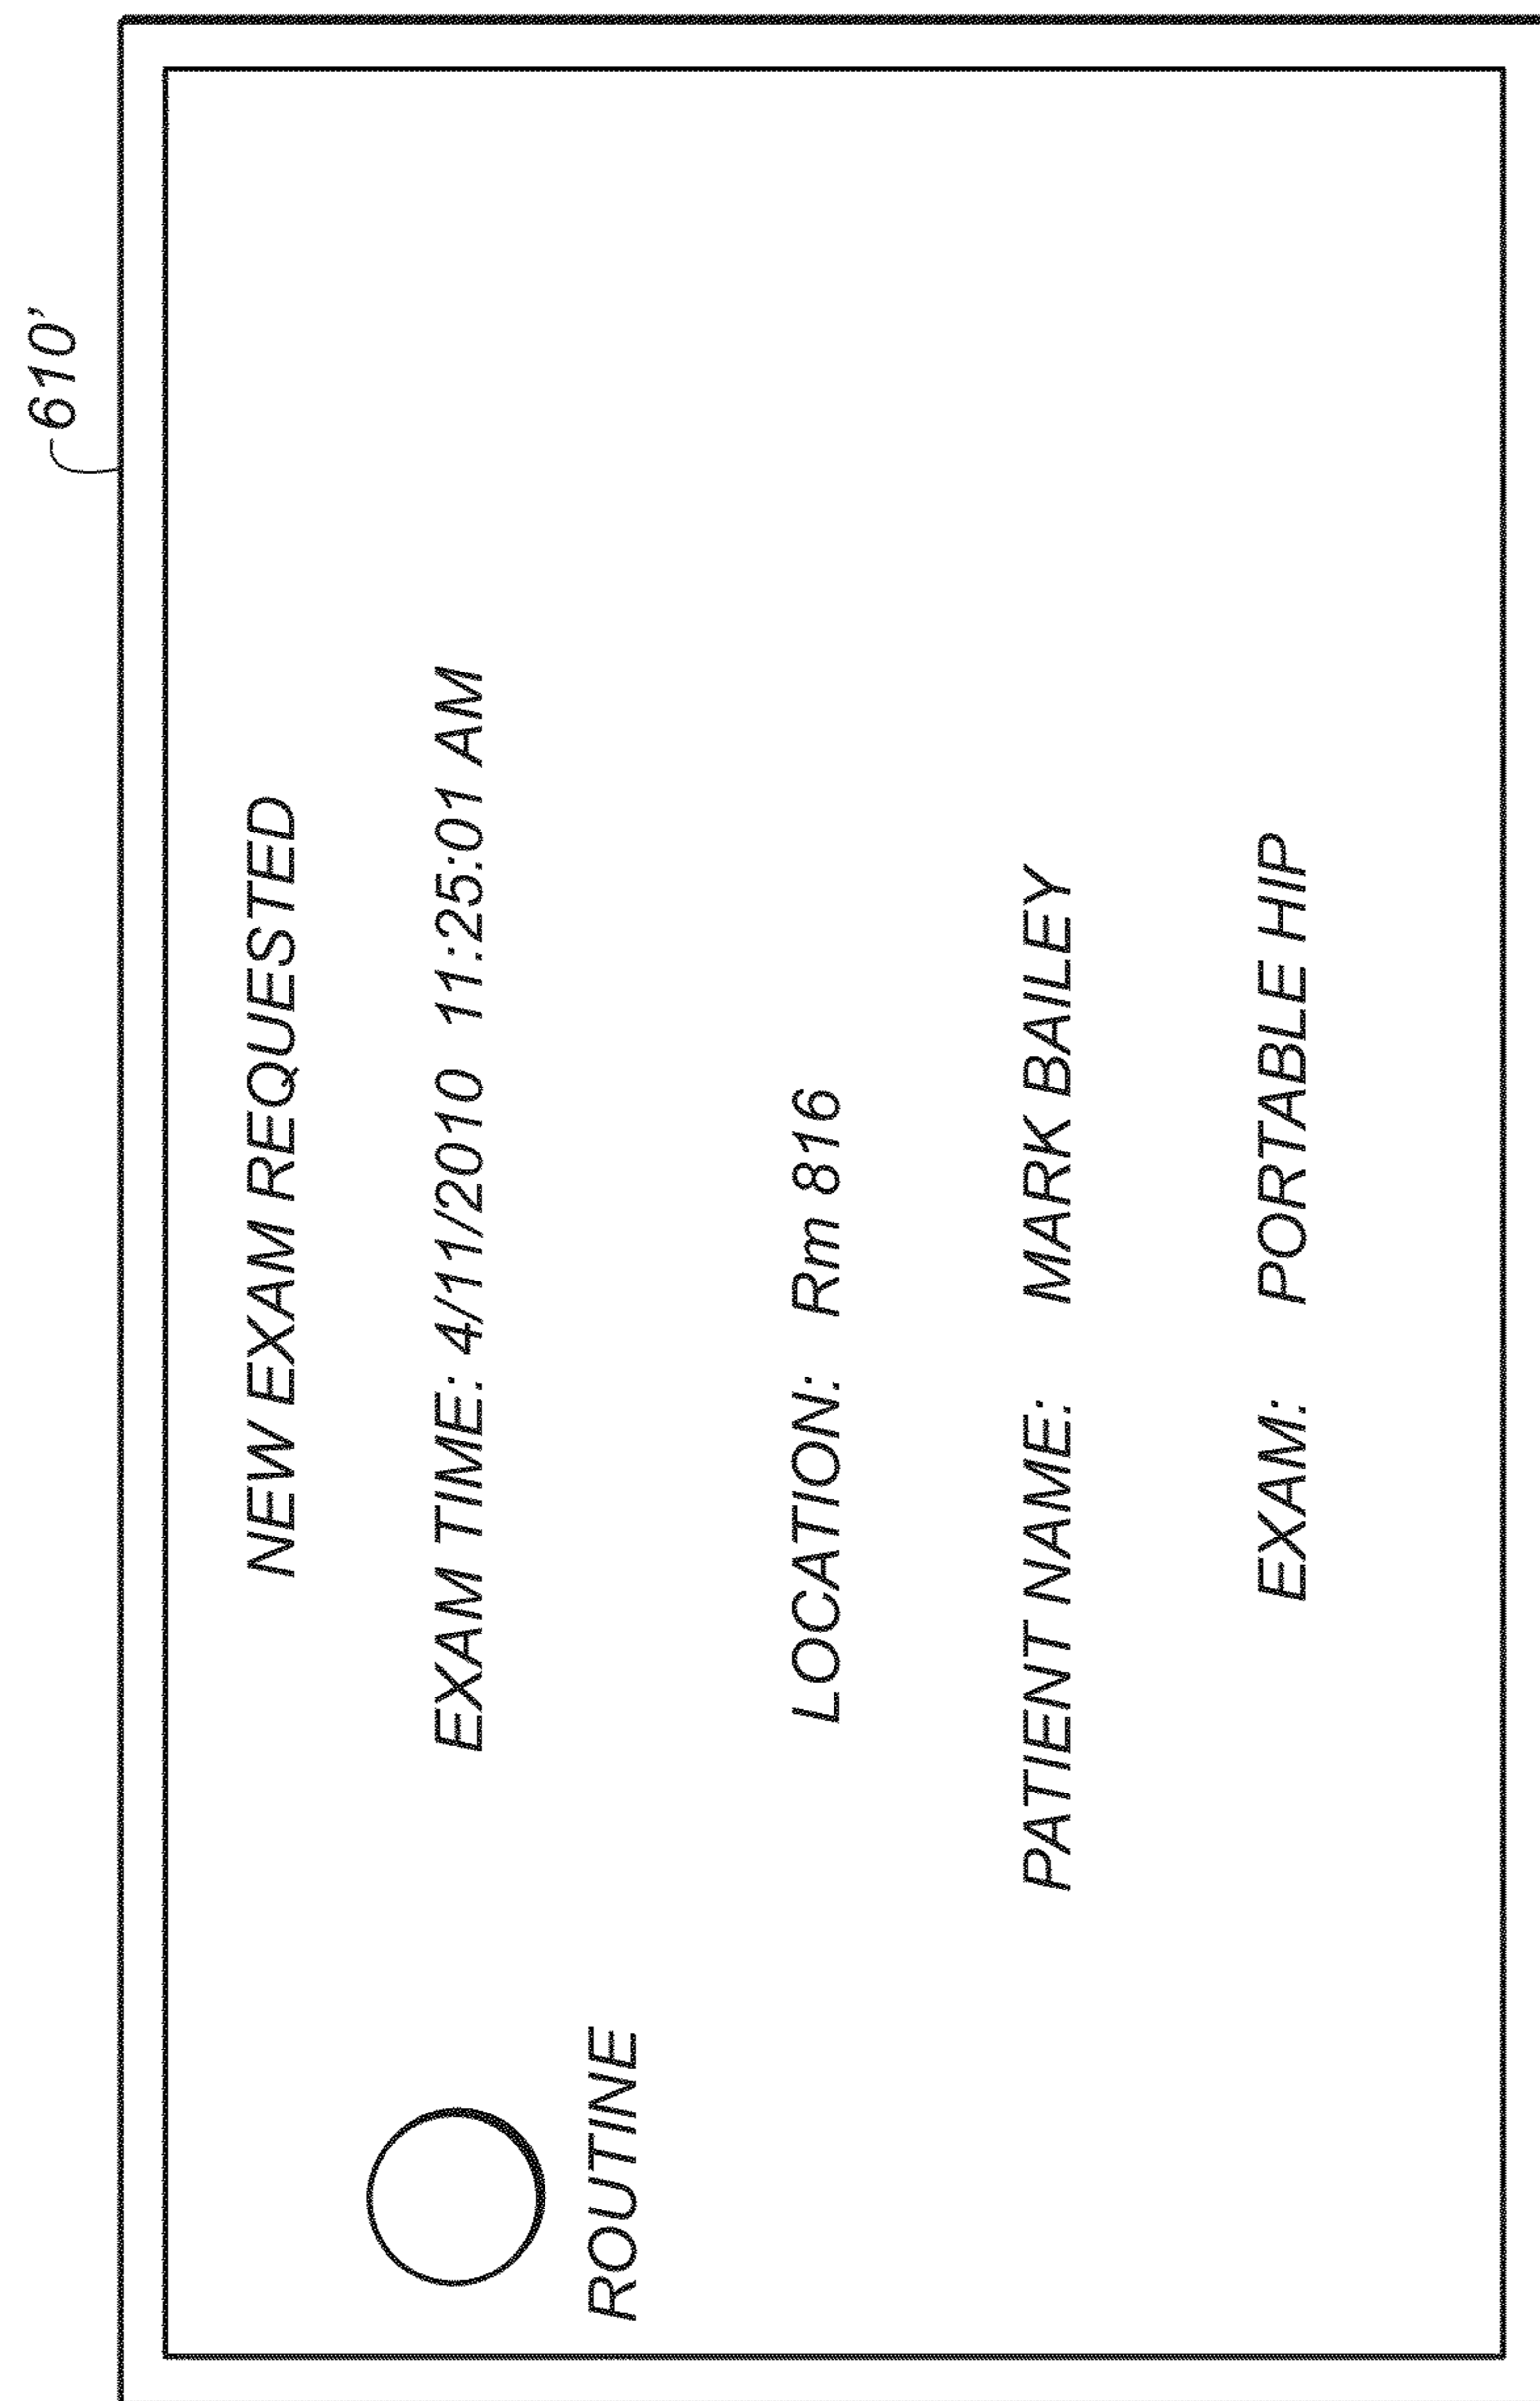 610'
NEW EXAM REQUESTED
EXAM TIME: 4/11/2010 11:25:01 AM
ROUTINE
LOCATION: Rm 816
PATIENT NAME: MARK BAILEY
EXAM: PORTABLE HIP